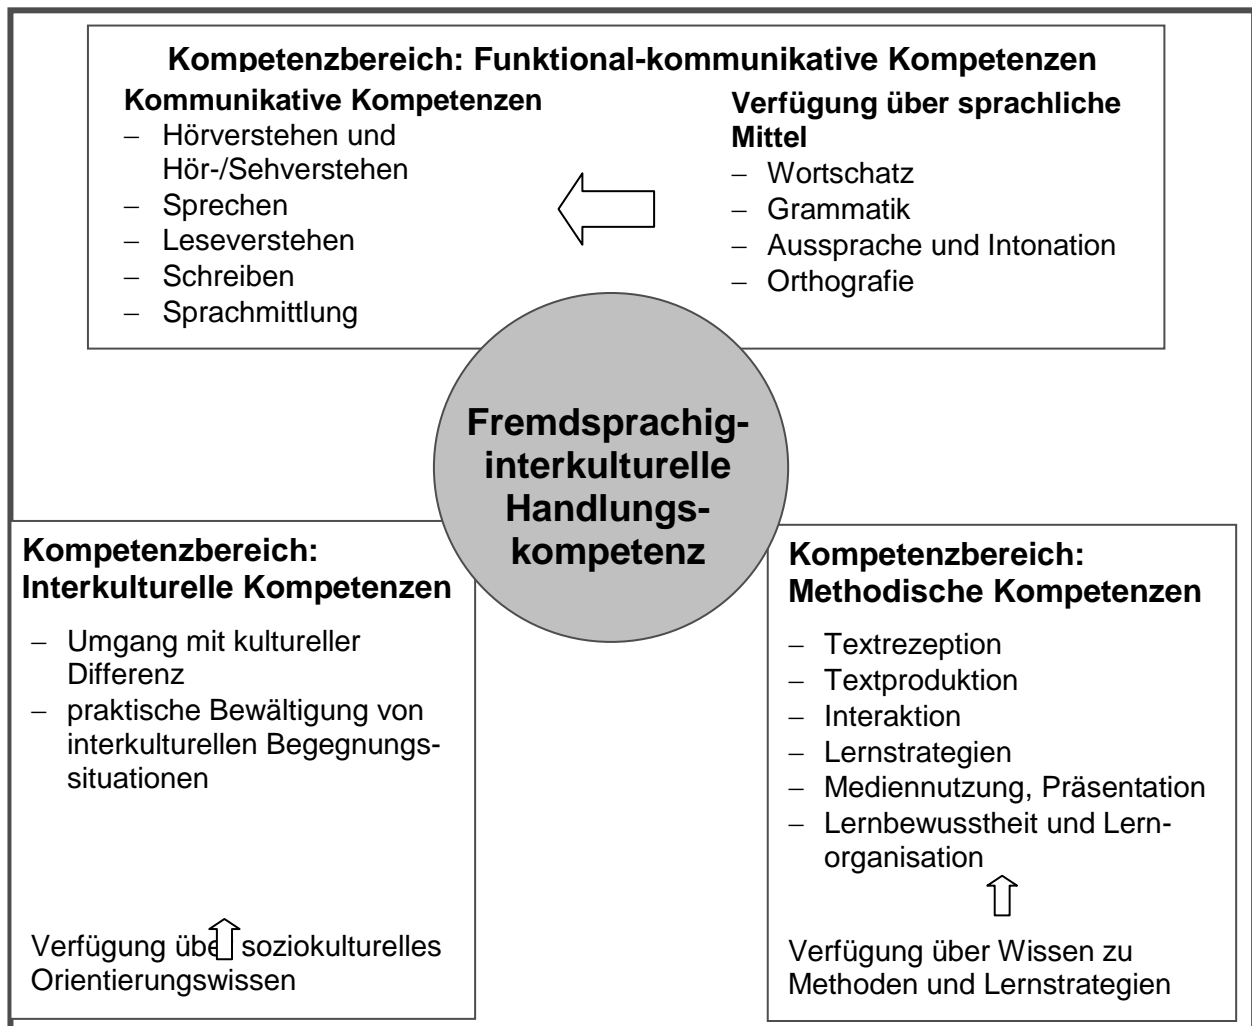 Kompetenzbereich: Funktional-kommunikative Kompetenzen
Kommunikative Kompetenzen
– Hörverstehen und
Hör-/Sehverstehen
– Sprechen
– Leseverstehen
– Schreiben
– Sprachmittlung
Verfügung über sprachliche
Mittel
– Wortschatz
– Grammatik
– Aussprache und Intonation
– Orthografie
Fremdsprachig-
interkulturelle
Handlungs-
kompetenz
Kompetenzbereich:
Interkulturelle Kompetenzen
– Umgang mit kultureller
Differenz
– praktische Bewältigung von
interkulturellen Begegnungs-
situationen
Verfügung über soziokulturelles
Orientierungswissen
Kompetenzbereich:
Methodische Kompetenzen
– Textrezeption
– Textproduktion
– Interaktion
– Lernstrategien
– Mediennutzung, Präsentation
– Lernbewusstheit und Lern-
organisation
Verfügung über Wissen zu
Methoden und Lernstrategien